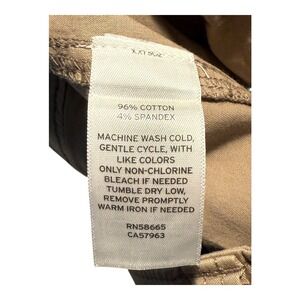 96% COTTON
4% SPANDEX
MACHINE WASH COLD,
GENTLE CYCLE, WITH
LIKE COLORS
ONLY NON-CHLORINE
BLEACH IF NEEDED
TUMBLE DRY LOW,
REMOVE PROMPTLY
WARM IRON IF NEEDED
RN58665
CA57963